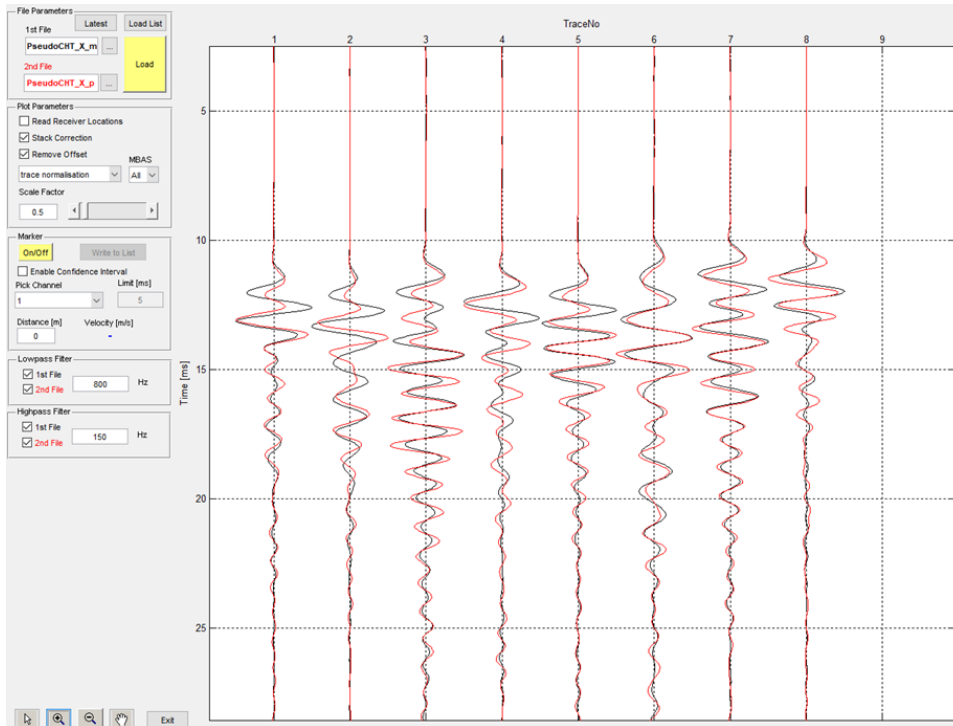 File Parameters
Latest
Load List
1st File
PseudoCHT_X_m
...
Load
2nd File
PseudoCHT_X_p
...
Plot Parameters
Read Receiver Locations
Stack Correction
Remove Offset
MBAS
trace normalisation
All
Scale Factor
0.5
Marker
On/Off
Write to List
Enable Confidence Interval
Pick Channel
Limit [ms]
1
5
Distance [m]
Velocity [m/s]
0
-
Lowpass Filter
1st File
2nd File
800
Hz
Highpass Filter
1st File
2nd File
150
Hz
Exit
TraceNo
1 2 3 4 5 6 7 8 9
Time [ms]
5
10
15
20
25